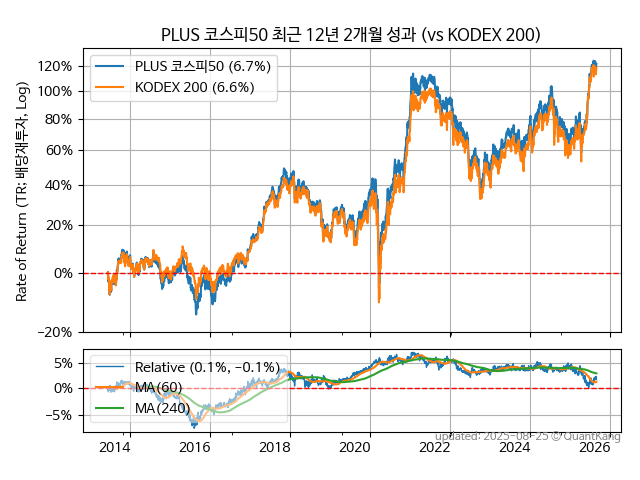 PLUS 코스피50 최근 12년 2개월 성과 (vs KODEX 200)
Rate of Return (TR: 배당재투자, Log)
120%
100%
80%
60%
40%
20%
0%
−20%
PLUS 코스피50 (6.7%)
KODEX 200 (6.6%)
5%
0%
−5%
Relative (0.1%, −0.1%)
MA(60)
MA(240)
2014
2016
2018
2020
2022
2024
2026
updated: 2025-08-25 © QuantKang